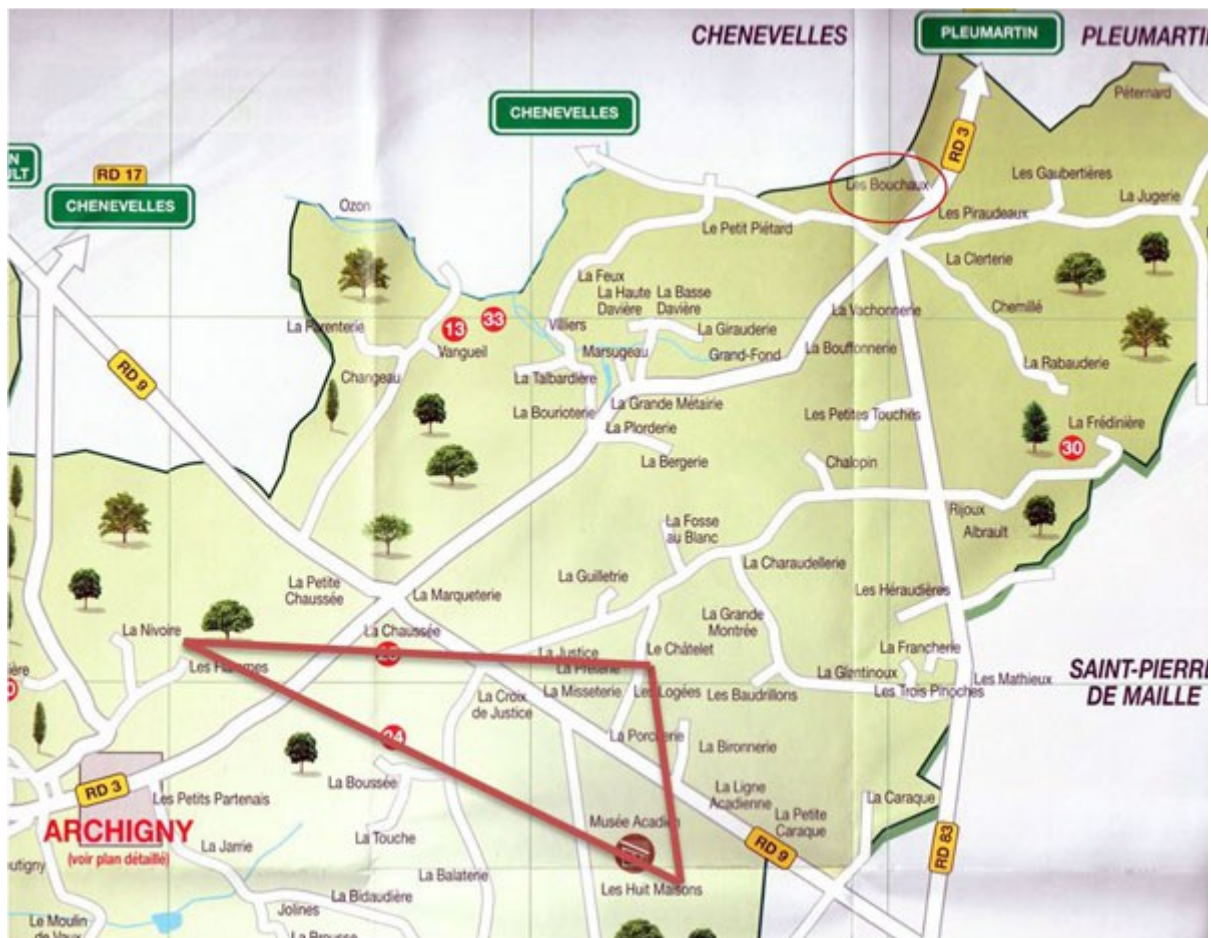 CHENEVELLES
PLEUMARTIN
PLEUMARTI
Péternard
CHENEVELLES
RD 3
RD 17
CHENEVELLES
Les Bouchaux
Les Gaubertières
La Jugerie
Ozon
Les Piraudeaux
Le Petit Piétard
La Clerterie
La Feux
La Haute
Davière
La Basse
Davière
Chemillé
La Vachonnerie
13
33
Villiers
La Girauderie
La Parenterie
Vangueil
Marsugeau
Grand-Fond
La Bouffonnerie
La Rabauderie
RD 9
Changeau
La Talbardière
La Bourioterie
La Grande Métairie
Les Petites Touches
La Frédinière
La Plorderie
30
La Bergerie
Chalopin
Rijoux
Albrault
La Fosse
au Blanc
La Charaudellerie
La Guilletrie
La Petite
Chaussée
La Marqueterie
Les Héraudières
La Grande
Montrée
La Nivoire
La Chaussée
La Justice
Le Châtelet
La Francherie
La Glentinoux
Les Mathieux
SAINT-PIERRE
DE MAILLE
La Croix
de Justice
La Misseterie
Les Logées
Les Baudrillons
Les Trois Pinoches
24
La Porcherie
La Bironnerie
La Boussée
La Ligne
Acadienne
RD 3
Les Petits Partenais
La Petite
Caraque
La Caraque
ARCHIGNY
(voir plan détaillé)
La Touche
Musée Acadien
RD 9
RD 83
La Jarrie
La Balaterie
Les Huit Maisons
La Bidaudière
Jolines
Le Moulin
de Vaux
La Brousse